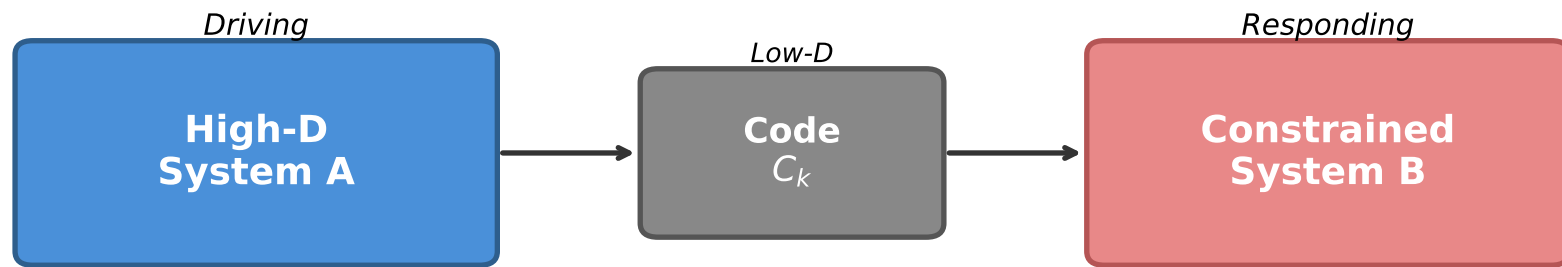 Driving
High-D
System A
Low-D
Code
C_k
Responding
Constrained
System B